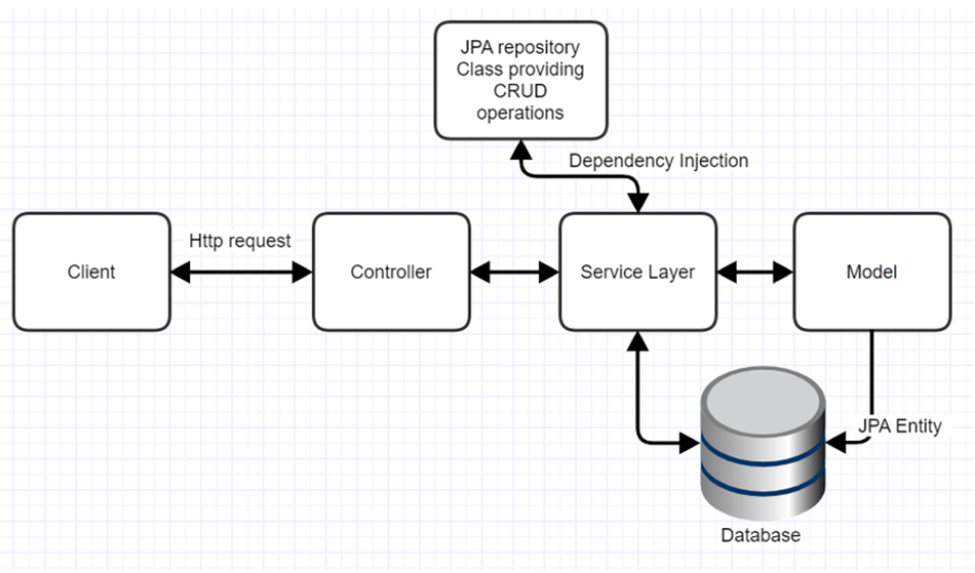 JPA repository
Class providing
CRUD
operations
Dependency Injection
Http request
Client
Controller
Service Layer
Model
JPA Entity
Database